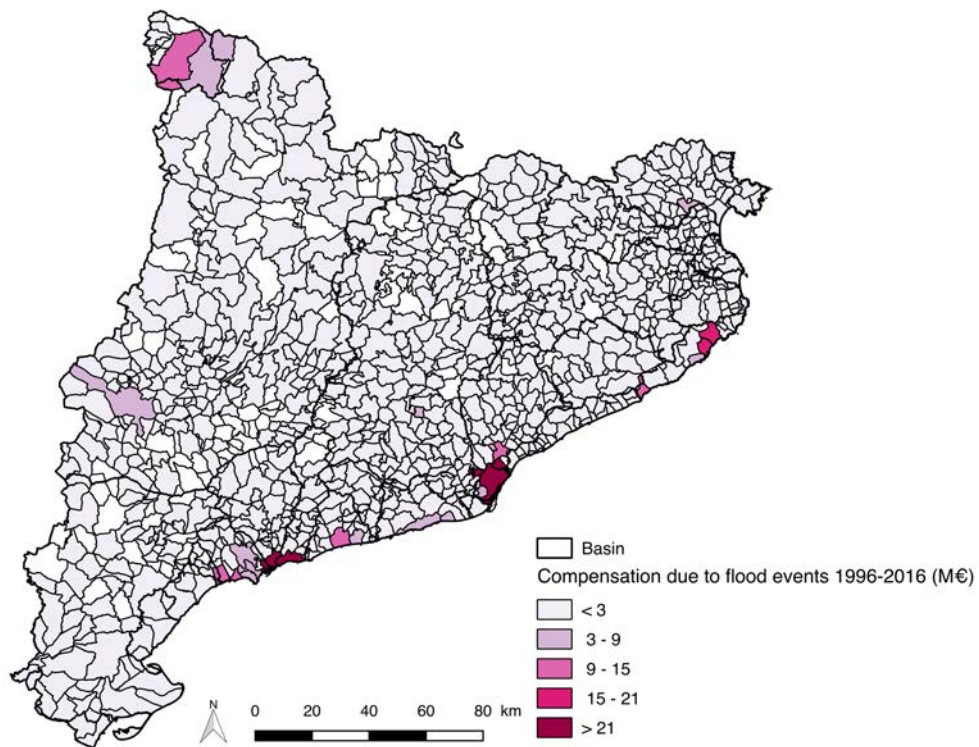 Basin
Compensation due to flood events 1996-2016 (M€)
< 3
3 - 9
9 - 15
15 - 21
> 21
N
0 20 40 60 80 km